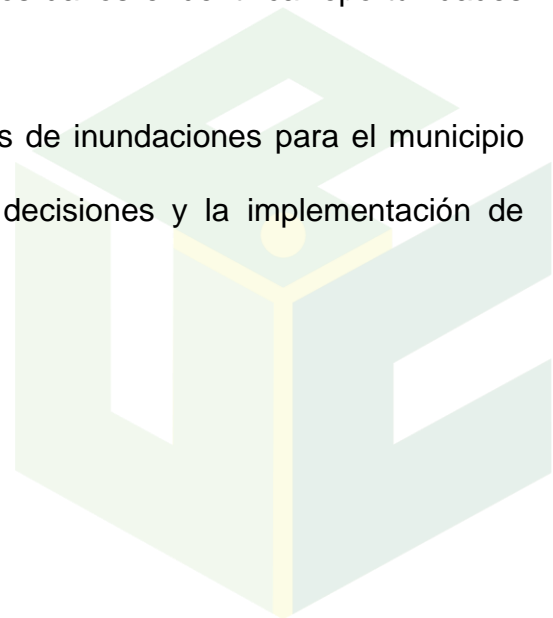 s de inundaciones para el municipio
decisiones y la implementación de